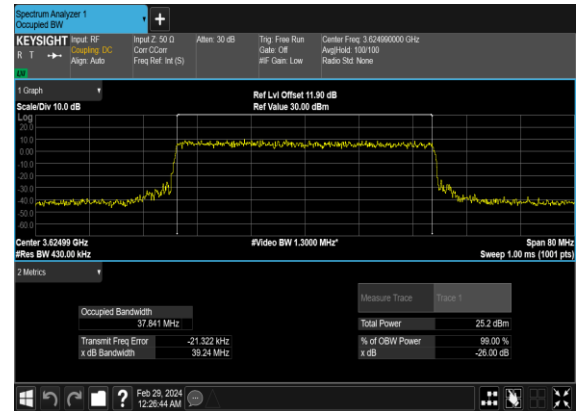 Spectrum Analyzer 1
Occupied BW
+
KEYSIGHT Input: RF Input Z: 50 Ω Atten: 30 dB Trig: Free Run Center Freq: 3.624990000 GHz
R T Coupling: DC Corr CCorr Gate: Off Avg|Hold: 100/100
Align: Auto Freq Ref: Int (S) #IF Gain: Low Radio Std: None
LXI
1 Graph
Ref Lvl Offset 11.90 dB
Scale/Div 10.0 dB Ref Value 30.00 dBm
Log
20.0
10.0
0.00
-10.0
-20.0
-30.0
-40.0
-50.0
-60.0
Center 3.62499 GHz #Video BW 1.3000 MHz* Span 80 MHz
#Res BW 430.00 kHz Sweep 1.00 ms (1001 pts)
2 Metrics
Measure Trace Trace 1
Occupied Bandwidth
37.841 MHz Total Power 25.2 dBm
Transmit Freq Error -21.322 kHz % of OBW Power 99.00 %
x dB Bandwidth 39.24 MHz x dB -26.00 dB
? Feb 29, 2024
12:26:44 AM